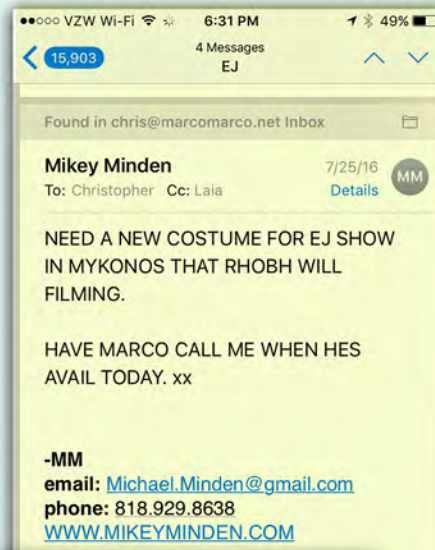 VZW Wi-Fi 6:31 PM 49%
15,903
4 Messages
EJ
Found in chris@marcomarco.net Inbox
Mikey Minden 7/25/16 MM
To: Christopher Cc: Laia Details
NEED A NEW COSTUME FOR EJ SHOW
IN MYKONOS THAT RHOBH WILL
FILMING.
HAVE MARCO CALL ME WHEN HES
AVAIL TODAY. xx
-MM
email: Michael.Minden@gmail.com
phone: 818.929.8638
WWW.MIKEYMINDEN.COM